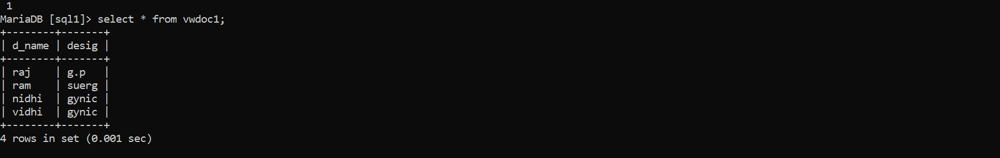 1
MariaDB [sql1]> select * from vwdoc1;
+--------+-------+
| d_name | desig |
+--------+-------+
| raj    | g.p   |
| ram    | suerg |
| nidhi  | gynic |
| vidhi  | gynic |
+--------+-------+
4 rows in set (0.001 sec)